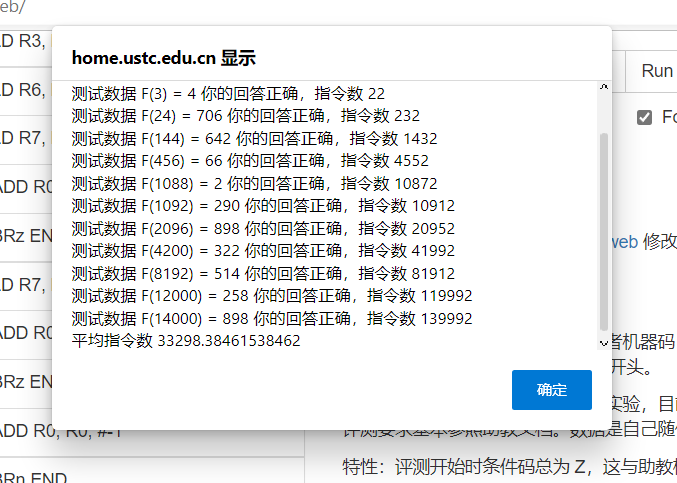 eb/
D R3,
D R6,
D R7,
ADD R0
BRz EN
D R7,
ADD R0
BRz EN
ADD R0, R0, #-1
BRn END
home.ustc.edu.cn 显示
测试数据 F(3) = 4 你的回答正确，指令数 22
测试数据 F(24) = 706 你的回答正确，指令数 232
测试数据 F(144) = 642 你的回答正确，指令数 1432
测试数据 F(456) = 66 你的回答正确，指令数 4552
测试数据 F(1088) = 2 你的回答正确，指令数 10872
测试数据 F(1092) = 290 你的回答正确，指令数 10912
测试数据 F(2096) = 898 你的回答正确，指令数 20952
测试数据 F(4200) = 322 你的回答正确，指令数 41992
测试数据 F(8192) = 514 你的回答正确，指令数 81912
测试数据 F(12000) = 258 你的回答正确，指令数 119992
测试数据 F(14000) = 898 你的回答正确，指令数 139992
平均指令数 33298.38461538462
确定
Run
Fo
web 修改
者机器码
开头。
实验，目前
评测要求基本参照助教文档。数据是自己随
特性：评测开始时条件码总为 Z，这与助教